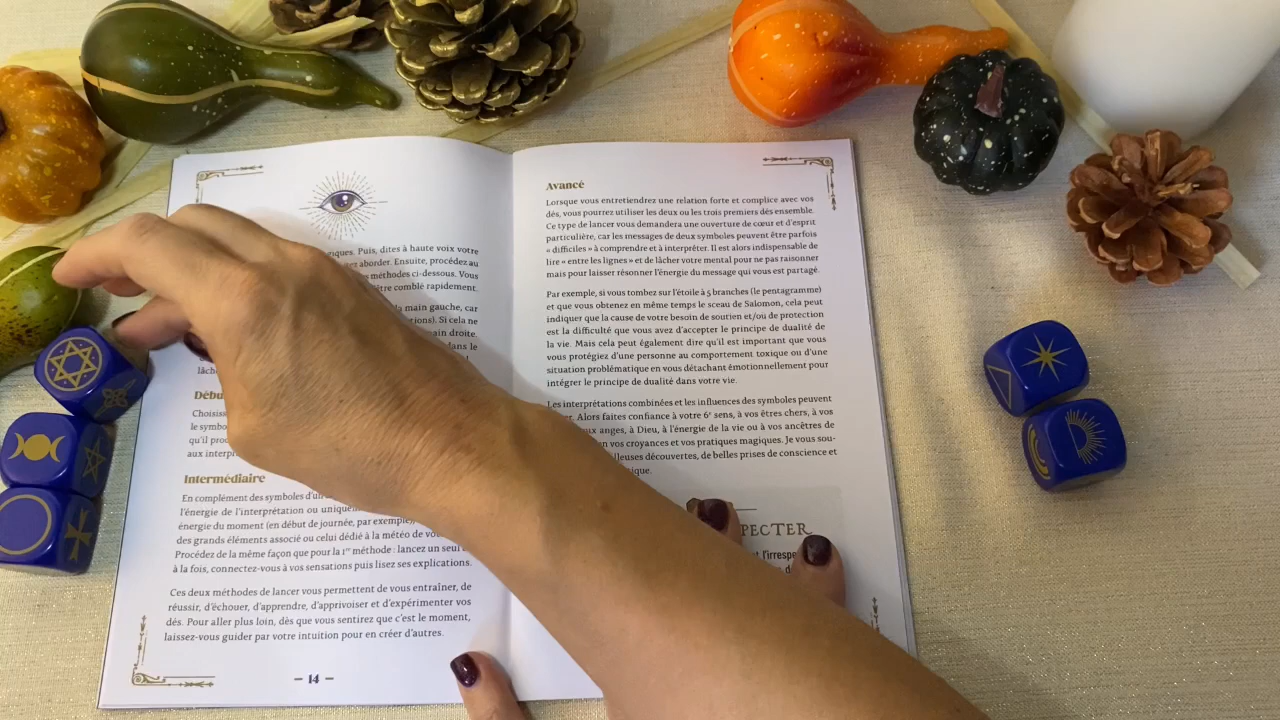 giques. Puis, dites à haute voix votre
ez aborder. Ensuite, procédez au
méthodes ci-dessous. Vous
être comblé rapidement.
la main gauche, car
Si cela ne
main droite.
dans le
lâche
Débu
Choisiss
le symbo
qu'il pro
aux interp
Intermédiaire
En complément des symboles d'un
l'énergie de l'interprétation ou unique
énergie du moment (en début de journée, par exemple),
des grands éléments associé ou celui dédié à la météo de vo
Procédez de la même façon que pour la 1re méthode : lancez un seul
à la fois, connectez-vous à vos sensations puis lisez ses explications.
Ces deux méthodes de lancer vous permettent de vous entraîner, de
réussir, d'échouer, d'apprendre, d'apprivoiser et d'expérimenter vos
dés. Pour aller plus loin, dès que vous sentirez que c'est le moment,
laissez-vous guider par votre intuition pour en créer d'autres.
– 14 –
Avancé
Lorsque vous entretiendrez une relation forte et complice avec vos
dés, vous pourrez utiliser les deux ou les trois premiers dés ensemble.
Ce type de lancer vous demandera une ouverture de cœur et d'esprit
particulière, car les messages de deux symboles peuvent être parfois
« difficiles » à comprendre et à interpréter. Il est alors indispensable de
lire « entre les lignes » et de lâcher votre mental pour ne pas raisonner
mais pour laisser résonner l'énergie du message qui vous est partagé.
Par exemple, si vous tombez sur l'étoile à 5 branches (le pentagramme)
et que vous obtenez en même temps le sceau de Salomon, cela peut
indiquer que la cause de votre besoin de soutien et/ou de protection
est la difficulté que vous avez d'accepter le principe de dualité de
la vie. Mais cela peut également dire qu'il est important que vous
vous protégiez d'une personne au comportement toxique ou d'une
situation problématique en vous détachant émotionnellement pour
intégrer le principe de dualité dans votre vie.
Les interprétations combinées et les influences des symboles peuvent
er. Alors faites confiance à votre 6e sens, à vos êtres chers, à vos
ux anges, à Dieu, à l'énergie de la vie ou à vos ancêtres de
n vos croyances et vos pratiques magiques. Je vous sou-
lleuses découvertes, de belles prises de conscience et
ique.
PECTER
t l'irrespe